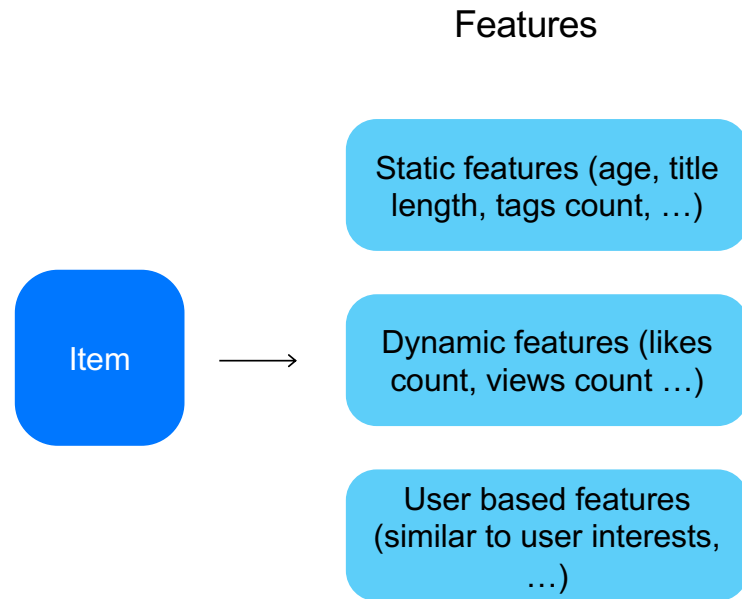 Features
Static features (age, title
length, tags count, …)
Item
Dynamic features (likes
count, views count …)
User based features
(similar to user interests,
…)